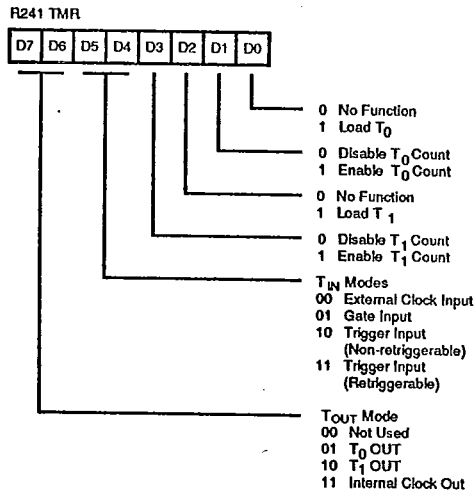 R241 TMR
D7 D6 D5 D4 D3 D2 D1 D0
0 No Function
1 Load T0
0 Disable T0 Count
1 Enable T0 Count
0 No Function
1 Load T1
0 Disable T1 Count
1 Enable T1 Count
TIN Modes
00 External Clock Input
01 Gate Input
10 Trigger Input
(Non-retriggerable)
11 Trigger Input
(Retriggerable)
TOUT Mode
00 Not Used
01 T0 OUT
10 T1 OUT
11 Internal Clock Out